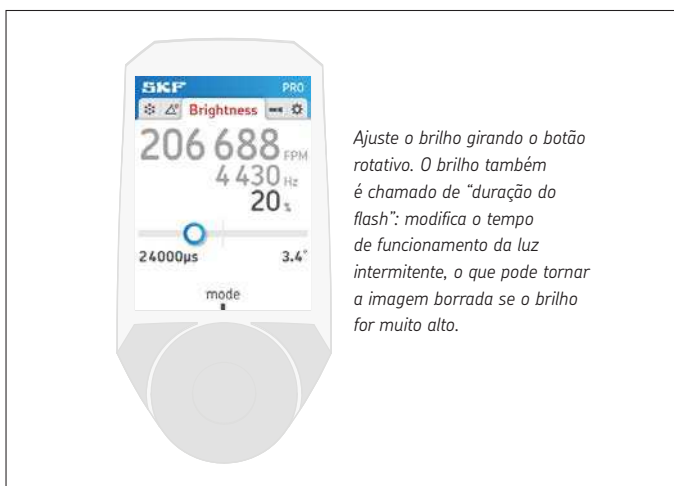 SKF PRO
Brightness
206 688 FPM
4 430 Hz
20 %
24000µs 3.4°
mode
Ajuste o brilho girando o botão
rotativo. O brilho também
é chamado de “duração do
flash”: modifica o tempo
de funcionamento da luz
intermitente, o que pode tornar
a imagem borrada se o brilho
for muito alto.